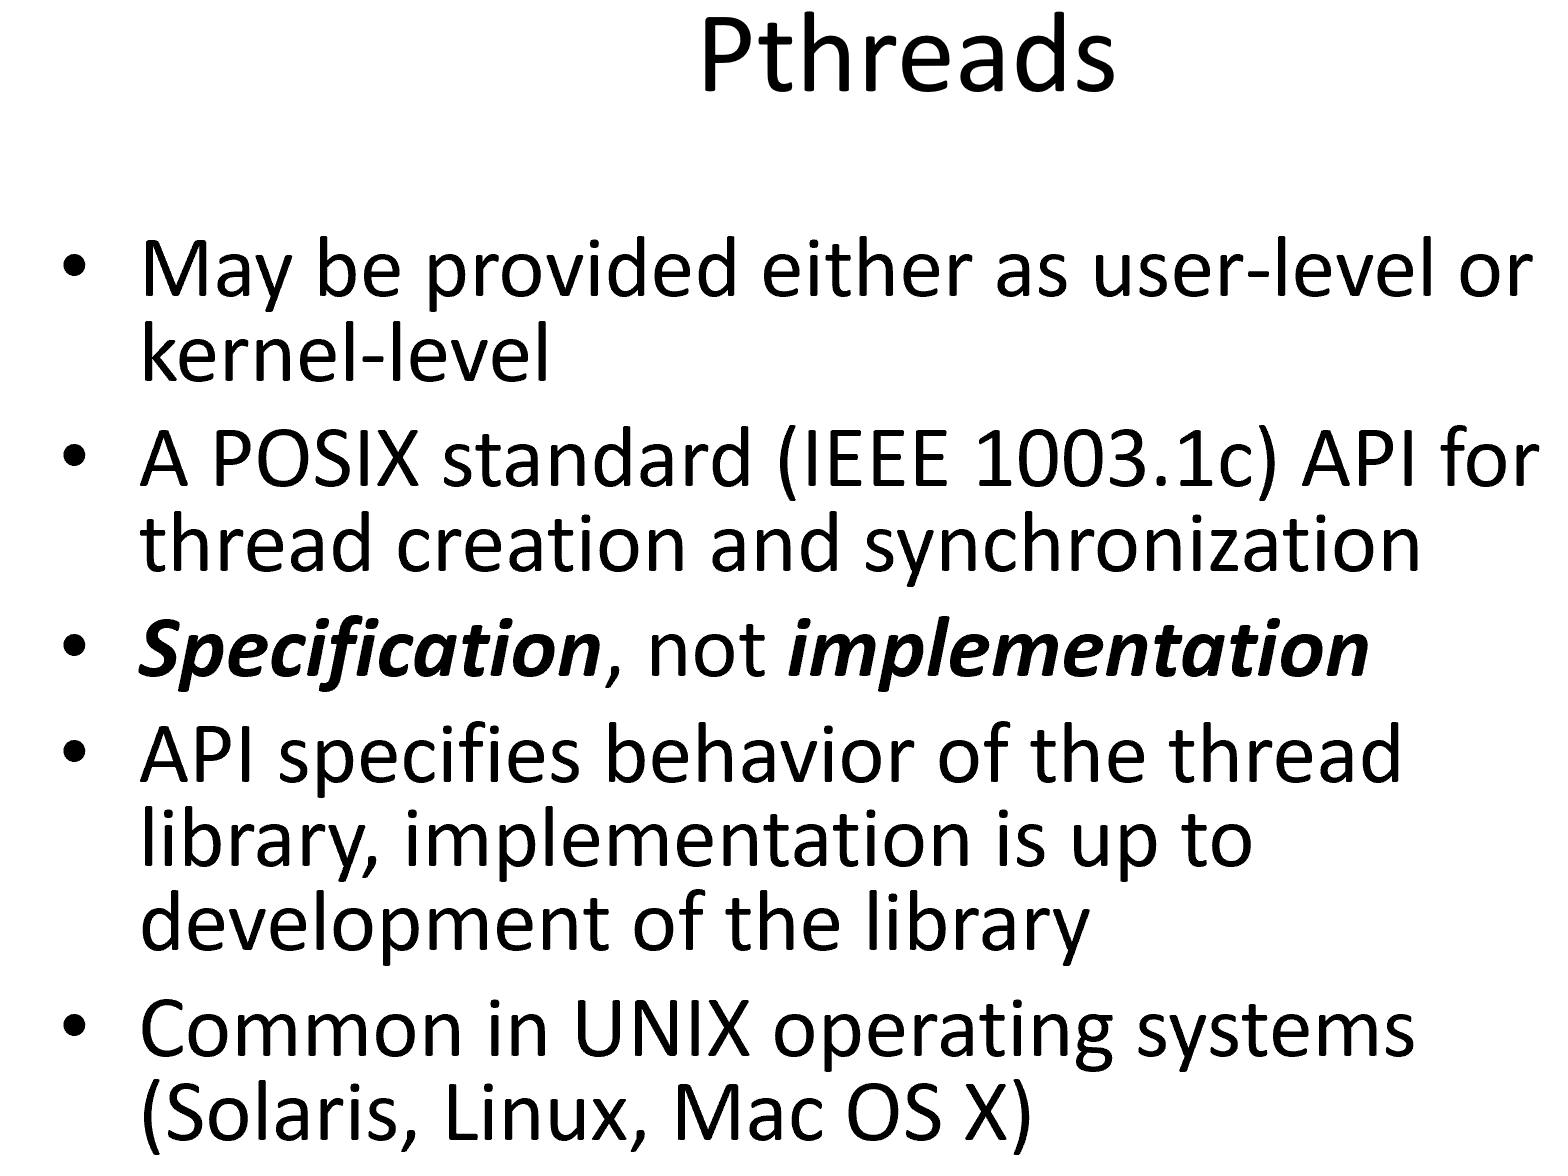 Pthreads
• May be provided either as user-level or
kernel-level
• A POSIX standard (IEEE 1003.1c) API for
thread creation and synchronization
• Specification, not implementation
• API specifies behavior of the thread
library, implementation is up to
development of the library
• Common in UNIX operating systems
(Solaris, Linux, Mac OS X)